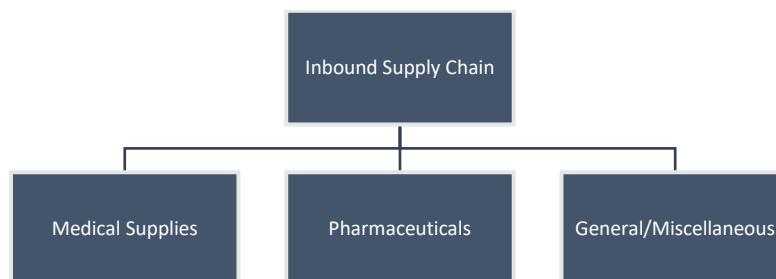 Inbound Supply Chain
Medical Supplies
Pharmaceuticals
General/Miscellaneous